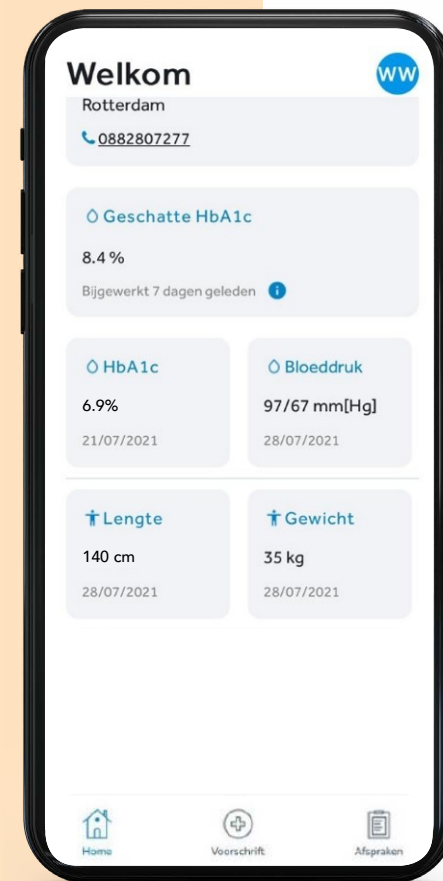 Welkom
WW
Rotterdam
0882807277
Geschatte HbA1c
8.4 %
Bijgewerkt 7 dagen geleden
HbA1c
6.9%
21/07/2021
Bloeddruk
97/67 mm[Hg]
28/07/2021
Lengte
140 cm
28/07/2021
Gewicht
35 kg
28/07/2021
Home
Voorschrift
Afspraken